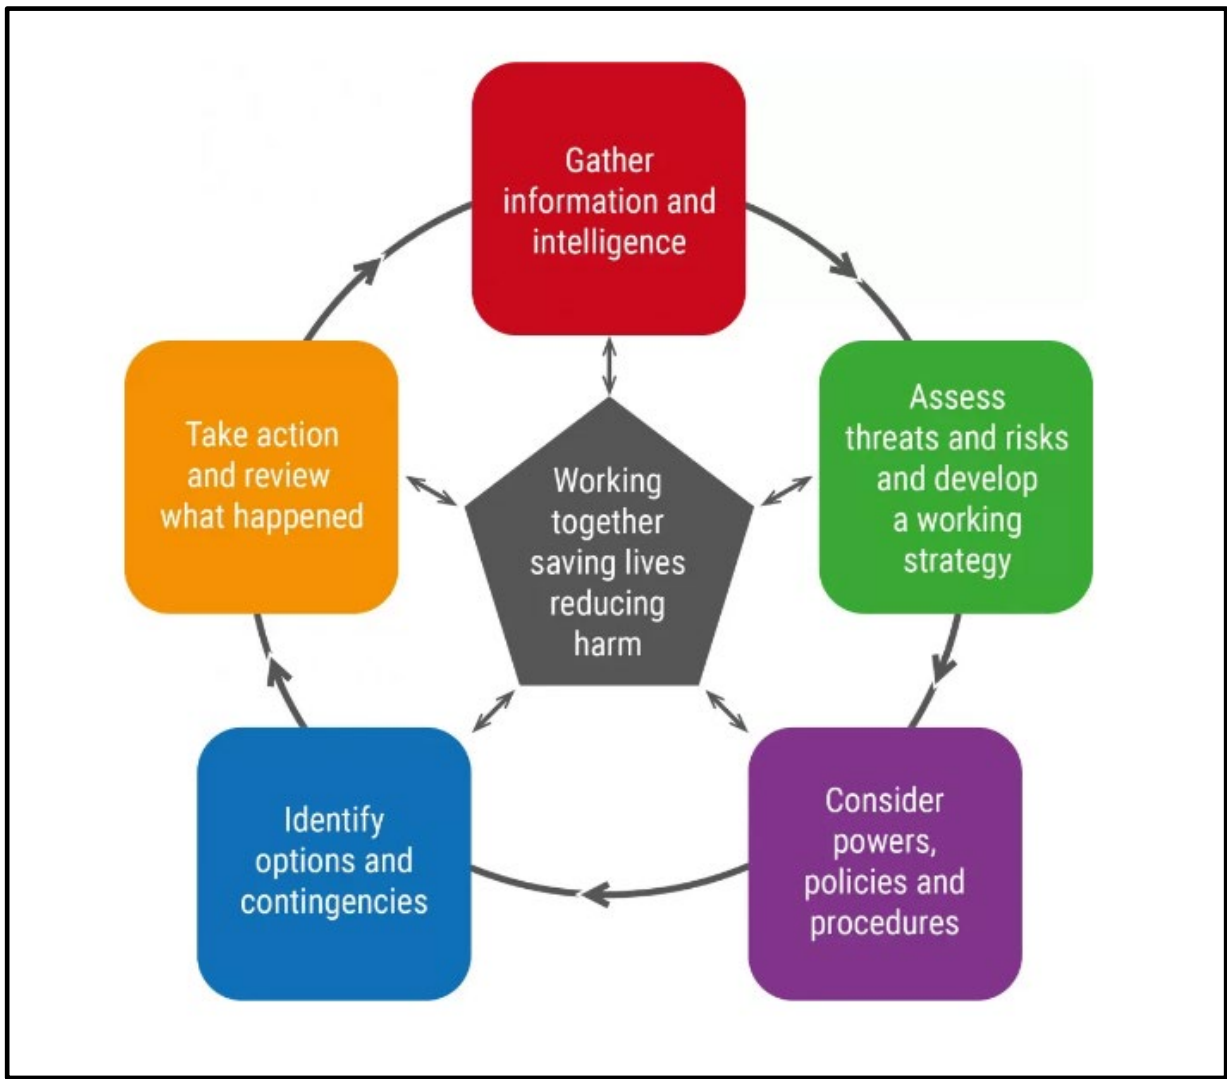 Gather
information and
intelligence
Assess
threats and risks
and develop
a working
strategy
Consider
powers,
policies and
procedures
Identify
options and
contingencies
Take action
and review
what happened
Working
together
saving lives
reducing
harm